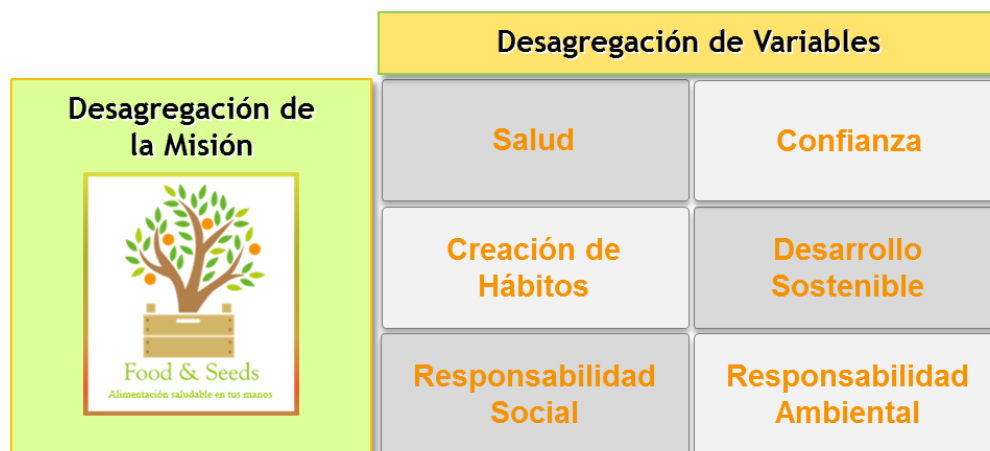 Desagregación de Variables
Desagregación de
la Misión
Food & Seeds
Alimentación saludable en tus manos
Salud
Confianza
Creación de
Hábitos
Desarrollo
Sostenible
Responsabilidad
Social
Responsabilidad
Ambiental